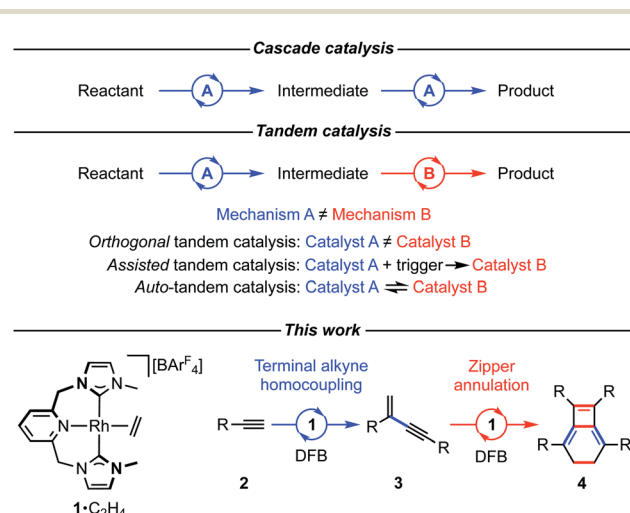 Cascade catalysis
Reactant A Intermediate A Product
Tandem catalysis
Reactant A Intermediate B Product
Mechanism A ≠ Mechanism B
Orthogonal tandem catalysis: Catalyst A ≠ Catalyst B
Assisted tandem catalysis: Catalyst A + trigger → Catalyst B
Auto-tandem catalysis: Catalyst A ⇌ Catalyst B
This work
[BArF4]
N N
N Rh
N N
1•C2H4
Terminal alkyne
homocoupling
Zipper
annulation
R 1 R R 1 R R R R
DFB DFB
2 3 4